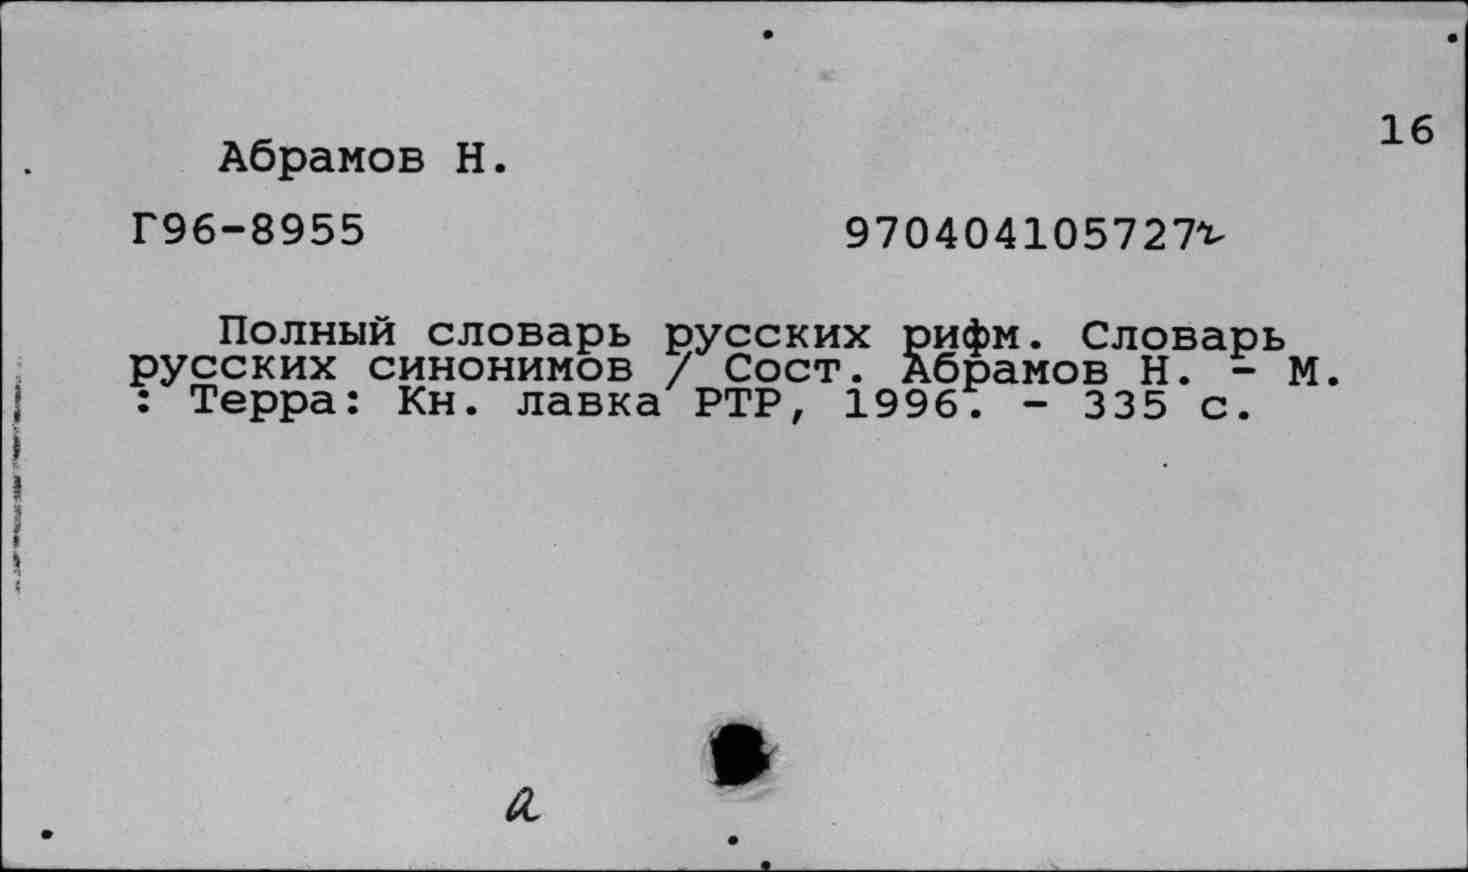 16
Абрамов Н.
Г96-8955 970404105727
Полный словарь русских рифм. Словарь
русских синонимов / Сост. Абрамов Н. - М.
: Терра: Кн. лавка РТР, 1996. - 335 с.
а